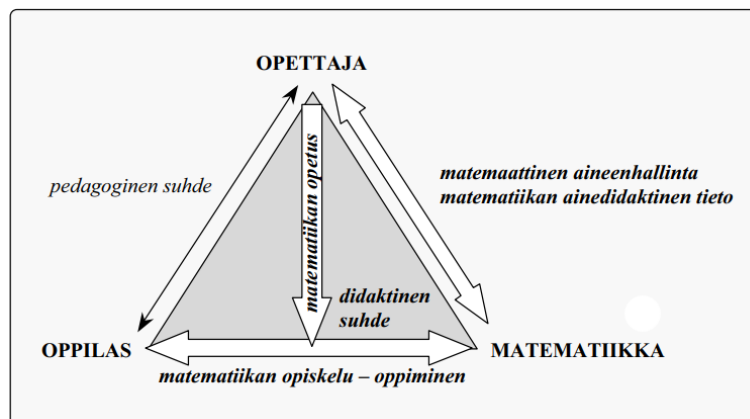 OPETTAJA
pedagoginen suhde
matematiikan opetus
matemaattinen aineenhallinta
matematiikan ainedidaktinen tieto
didaktinen
suhde
OPPILAS
MATEMATIIKKA
matematiikan opiskelu – oppiminen